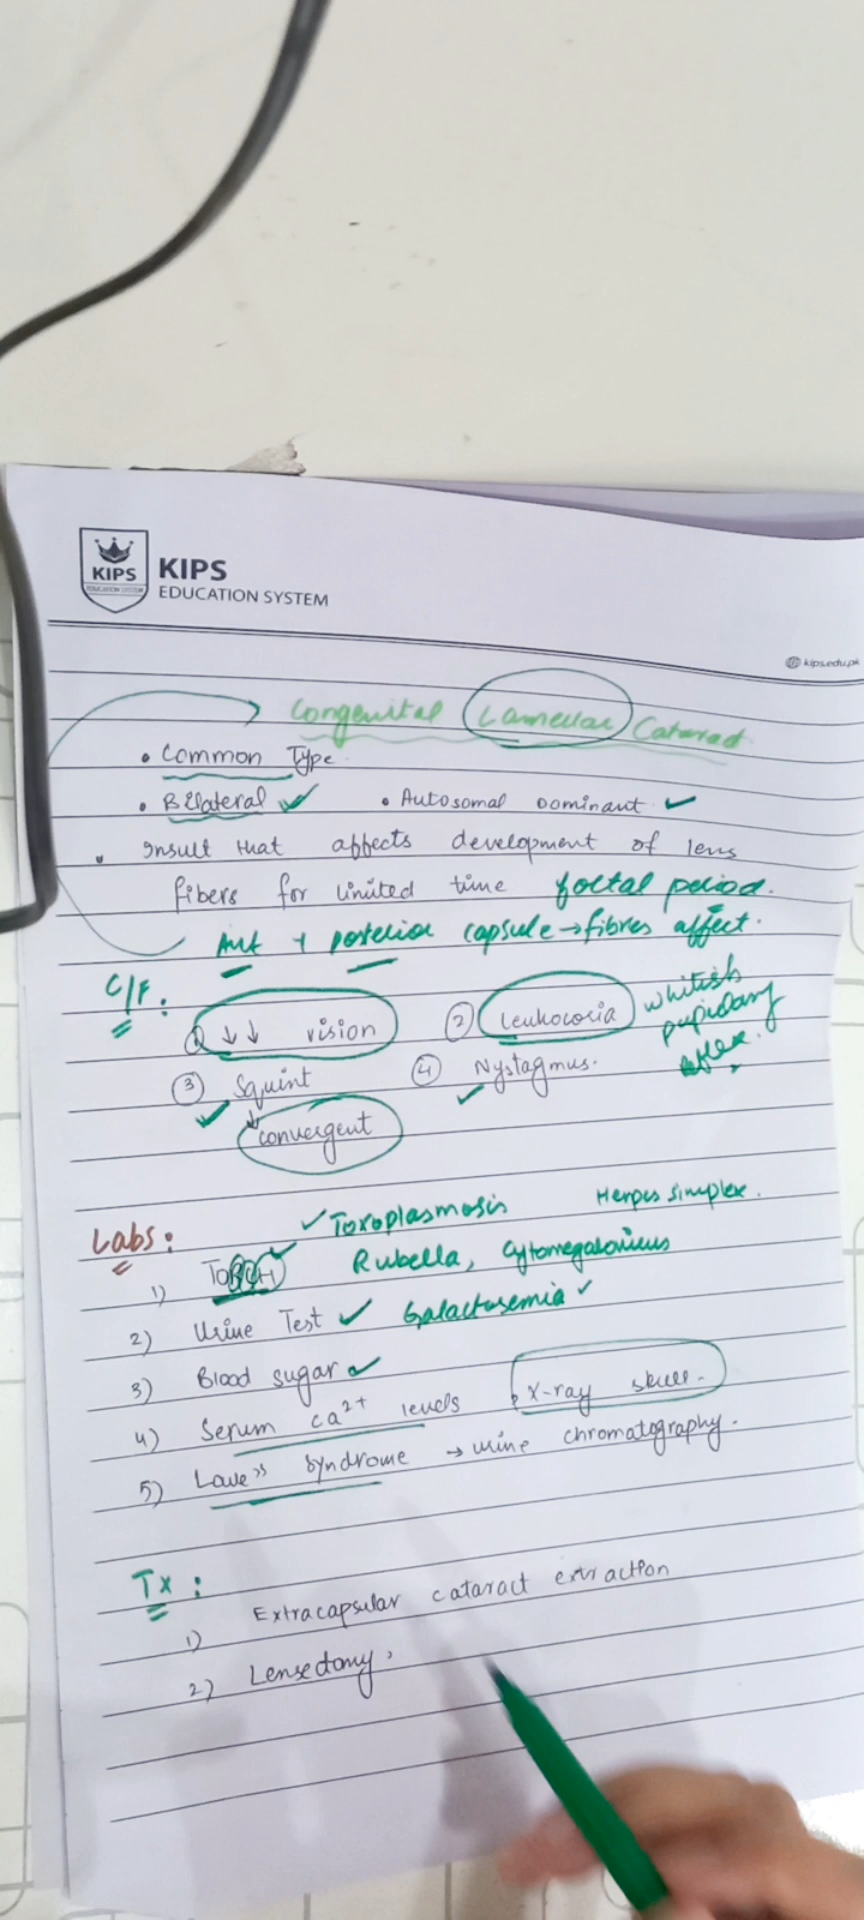 KIPS
EDUCATION SYSTEM
KIPS
EDUCATION SYSTEM
kips.edu.pk
Congenital Lamellar Cataract
• Common Type
• Bilateral ✓ • Autosomal Dominant ✓
• Insult that affects development of lens
fibers for limited time foetal period.
Ant + posterior capsule → fibres affect.
C/F:
1 ↓↓ vision 2 Leukocoria whitish
pupillary
reflex.
3 Squint 4 Nystagmus.
↓
convergent
Labs: ✓ Toxoplasmosis Herpes simplex.
1) TORCH ✓ Rubella, Cytomegalovirus
2) Urine Test ✓ Galactosemia ✓
3) Blood sugar ✓
4) Serum Ca²⁺ levels, X-ray skull.
5) Lowe's syndrome → urine chromatography.
Tx:
1) Extracapsular cataract extraction
2) Lensectomy.